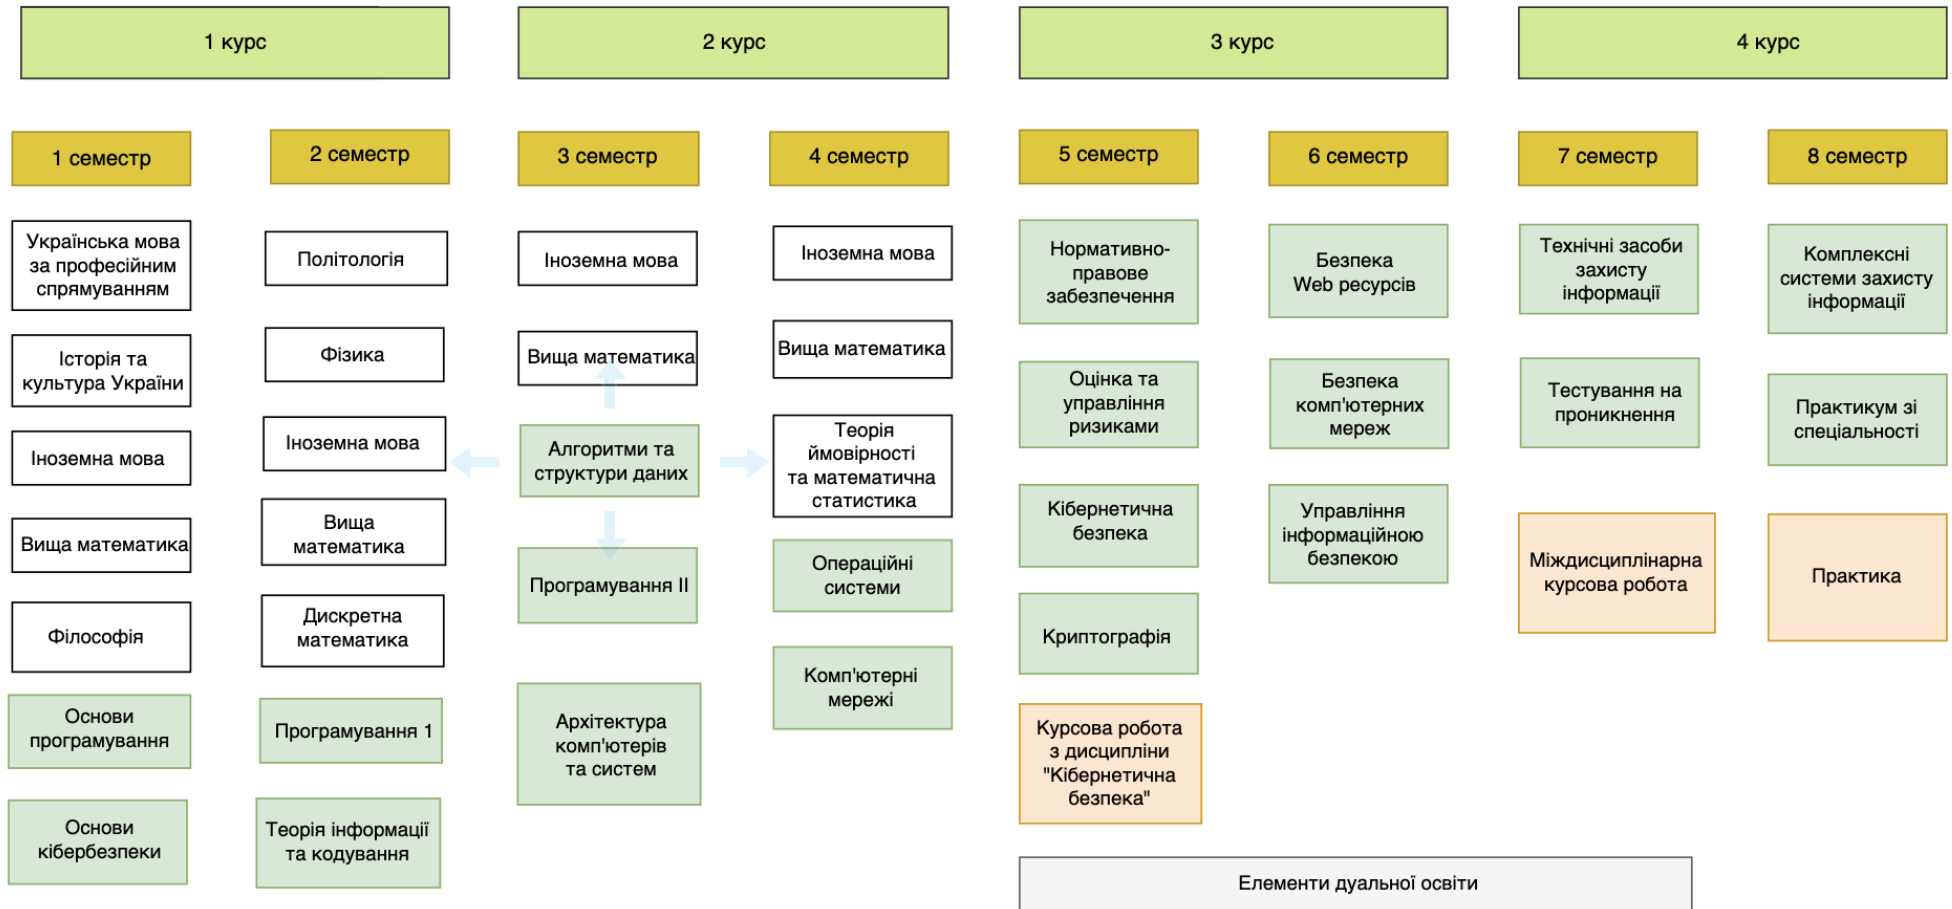 1 курс
2 курс
3 курс
4 курс
1 семестр
2 семестр
3 семестр
4 семестр
5 семестр
6 семестр
7 семестр
8 семестр
Українська мова
за професійним
спрямуванням
Історія та
культура України
Іноземна мова
Вища математика
Філософія
Основи
програмування
Основи
кібербезпеки
Політологія
Фізика
Іноземна мова
Вища
математика
Дискретна
математика
Програмування 1
Теорія інформації
та кодування
Іноземна мова
Вища математика
Алгоритми та
структури даних
Програмування II
Архітектура
комп'ютерів
та систем
Іноземна мова
Вища математика
Теорія
ймовірності
та математична
статистика
Операційні
системи
Комп'ютерні
мережі
Нормативно-
правове
забезпечення
Оцінка та
управління
ризиками
Кібернетична
безпека
Криптографія
Курсова робота
з дисципліни
"Кібернетична
безпека"
Безпека
Web ресурсів
Безпека
комп'ютерних
мереж
Управління
інформаційною
безпекою
Технічні засоби
захисту
інформації
Тестування на
проникнення
Міждисциплінарна
курсова робота
Комплексні
системи захисту
інформації
Практикум зі
спеціальності
Практика
Елементи дуальної освіти